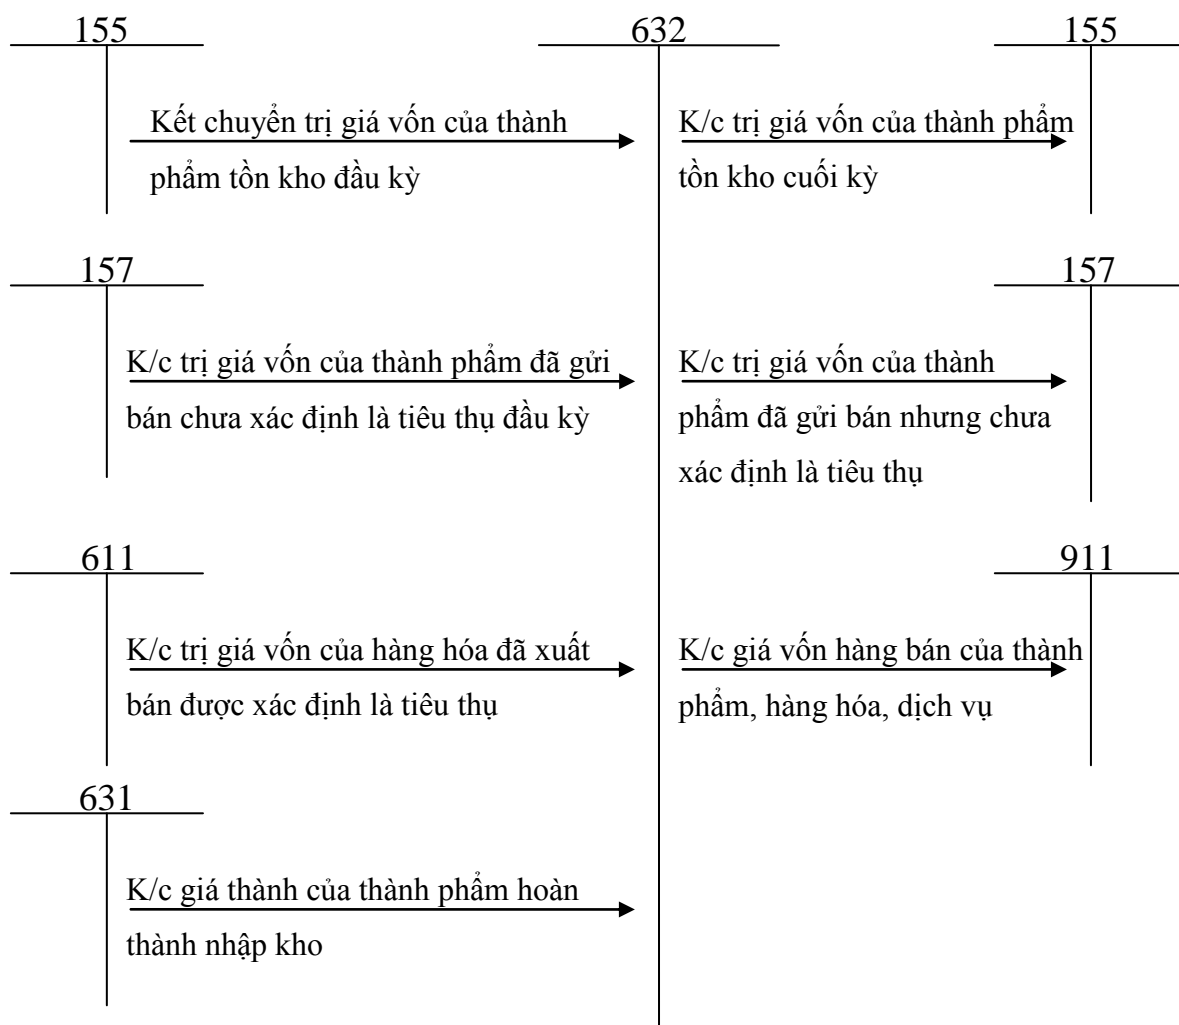 155
632
155
Kết chuyển trị giá vốn của thành
phẩm tồn kho đầu kỳ
K/c trị giá vốn của thành phẩm
tồn kho cuối kỳ
157
157
K/c trị giá vốn của thành phẩm đã gửi
bán chưa xác định là tiêu thụ đầu kỳ
K/c trị giá vốn của thành
phẩm đã gửi bán nhưng chưa
xác định là tiêu thụ
611
911
K/c trị giá vốn của hàng hóa đã xuất
bán được xác định là tiêu thụ
K/c giá vốn hàng bán của thành
phẩm, hàng hóa, dịch vụ
631
K/c giá thành của thành phẩm hoàn
thành nhập kho